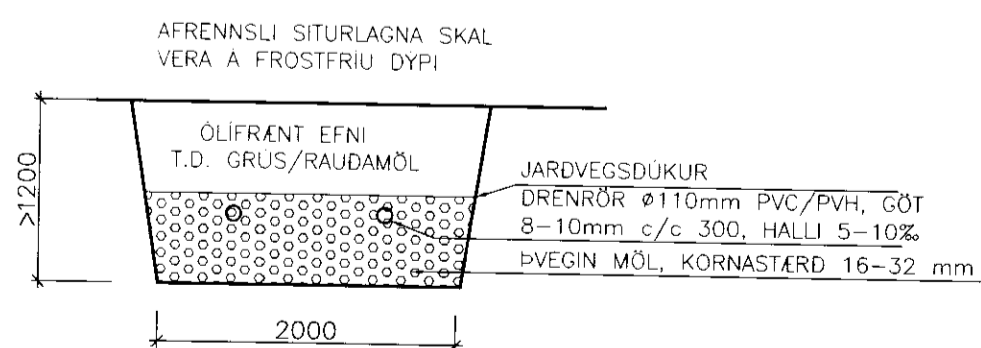 AFRENNSLI SITURLAGNA SKAL
VERA Á FROSTFRÍU DÝPI
ÓLÍFRÆNT EFNI
T.D. GRÚS/RAUÐAMÖL
>1200
JARÐVEGSDÚKUR
DRENRÖR ø110mm PVC/PVH, GÖT
8-10mm c/c 300, HALLI 5-10‰
ÞVEGIN MÖL, KORNASTÆRÐ 16-32 mm
2000